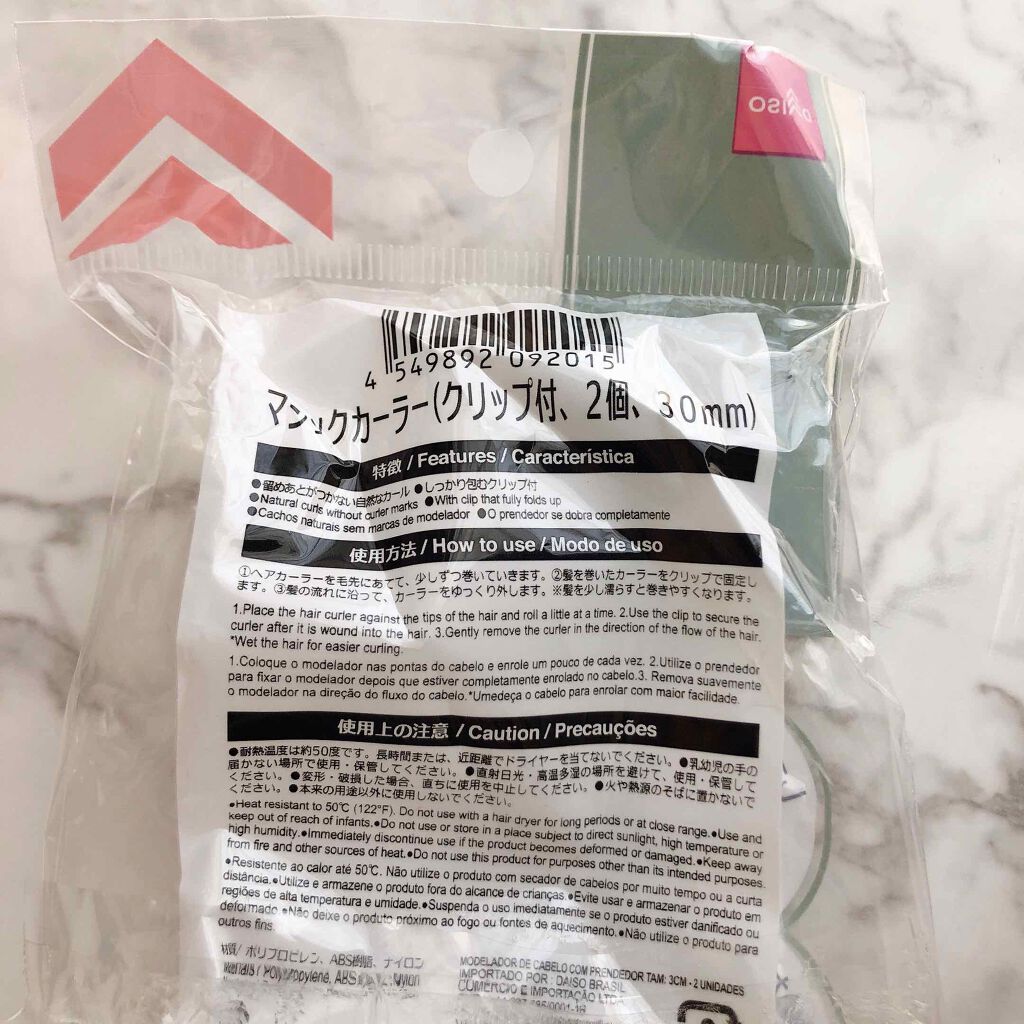 DAISO
4 549892 092015
マジックカーラー(クリップ付、2個、30mm)
特徴 / Features / Característica
●留めあとがつかない自然なカール ●しっかり包むクリップ付
●Natural curls without curler marks ●With clip that fully folds up
●Cachos naturais sem marcas de modelador ●O prendedor se dobra completamente
使用方法 / How to use / Modo de uso
①ヘアカーラーを毛先にあてて、少しずつ巻いていきます。②髪を巻いたカーラーをクリップで固定し
ます。③髪の流れに沿って、カーラーをゆっくり外します。※髪を少し濡らすと巻きやすくなります。
1.Place the hair curler against the tips of the hair and roll a little at a time. 2.Use the clip to secure the
curler after it is wound into the hair. 3.Gently remove the curler in the direction of the flow of the hair.
*Wet the hair for easier curling.
1.Coloque o modelador nas pontas do cabelo e enrole um pouco de cada vez. 2.Utilize o prendedor
para fixar o modelador depois que estiver completamente enrolado no cabelo.3. Remova suavemente
o modelador na direção do fluxo do cabelo.*Umedeça o cabelo para enrolar com maior facilidade.
使用上の注意 / Caution / Precauções
●耐熱温度は約50度です。長時間または、近距離でドライヤーを当てないでください。●乳幼児の手の
届かない場所で使用・保管してください。●直射日光・高温多湿の場所を避けて、使用・保管して
ください。●変形・破損した場合、直ちに使用を中止してください。●火や熱源のそばに置かないで
ください。●本来の用途以外に使用しないでください。
●Heat resistant to 50℃ (122°F). Do not use with a hair dryer for long periods or at close range.●Use and
keep out of reach of infants.●Do not use or store in a place subject to direct sunlight, high temperature or
high humidity.●Immediately discontinue use if the product becomes deformed or damaged.●Keep away
from fire and other sources of heat.●Do not use this product for purposes other than its intended purposes.
●Resistente ao calor até 50℃. Não utilize o produto com secador de cabelos por muito tempo ou a curta
distância.●Utilize e armazene o produto fora do alcance de crianças.●Evite usar e armazenar o produto em
regiões de alta temperatura e umidade.●Suspenda o uso imediatamente se o produto estiver danificado ou
deformado.●Não deixe o produto próximo ao fogo ou fontes de aquecimento.●Não utilize o produto para
outros fins.
材質/ ポリプロピレン、ABS樹脂、ナイロン
Materials / Polypropylene, ABS Nylon
MODELADOR DE CABELO COM PRENDEDOR TAM: 3CM - 2 UNIDADES
IMPORTADO POR : DAISO BRASIL
COMÉRCIO E IMPORTAÇÃO LTDA